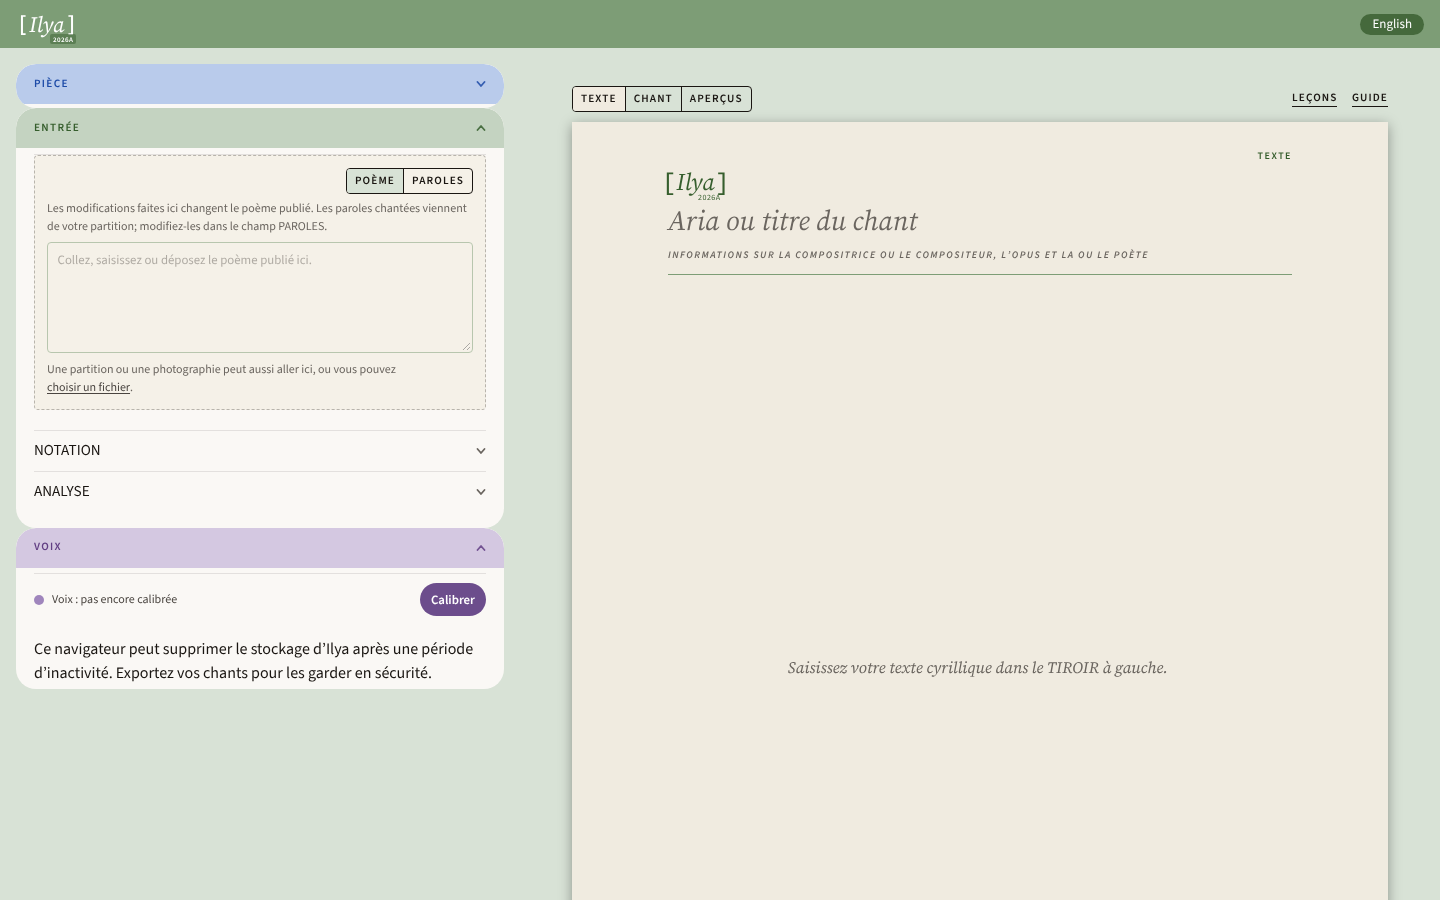 [Ilya]
2026A
English
PIÈCE
ENTRÉE
POÈME PAROLES
Les modifications faites ici changent le poème publié. Les paroles chantées viennent
de votre partition; modifiez-les dans le champ PAROLES.
Collez, saisissez ou déposez le poème publié ici.
Une partition ou une photographie peut aussi aller ici, ou vous pouvez
choisir un fichier.
NOTATION
ANALYSE
VOIX
Voix : pas encore calibrée
Calibrer
Ce navigateur peut supprimer le stockage d’Ilya après une période
d’inactivité. Exportez vos chants pour les garder en sécurité.
TEXTE CHANT APERÇUS
LEÇONS GUIDE
TEXTE
[Ilya]
2026A
Aria ou titre du chant
INFORMATIONS SUR LA COMPOSITRICE OU LE COMPOSITEUR, L’OPUS ET LA OU LE POÈTE
Saisissez votre texte cyrillique dans le TIROIR à gauche.